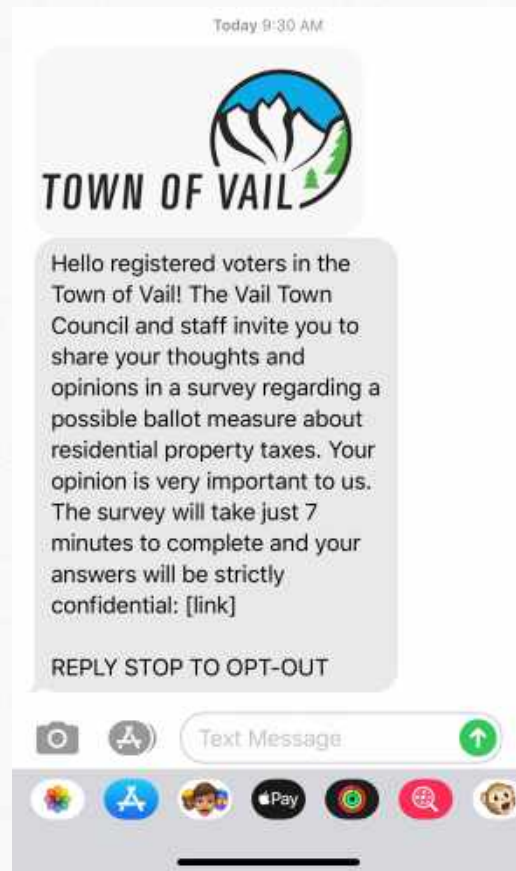 Today 9:30 AM
TOWN OF VAIL
Hello registered voters in the
Town of Vail! The Vail Town
Council and staff invite you to
share your thoughts and
opinions in a survey regarding a
possible ballot measure about
residential property taxes. Your
opinion is very important to us.
The survey will take just 7
minutes to complete and your
answers will be strictly
confidential: [link]
REPLY STOP TO OPT-OUT
Text Message
Pay